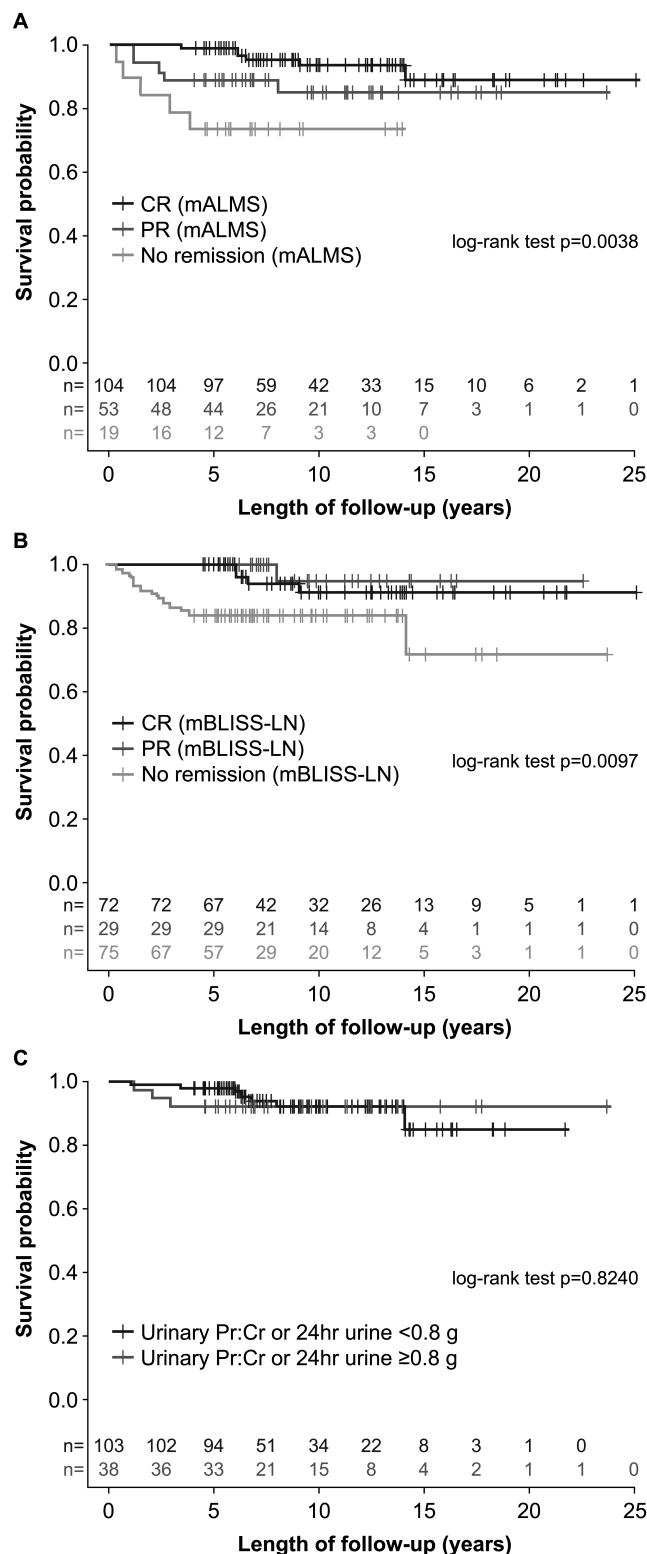 A
Survival probability
1.0
0.8
0.6
0.4
0.2
0.0
CR (mALMS)
PR (mALMS)
No remission (mALMS)
log-rank test p=0.0038
n= 104 104 97 59 42 33 15 10 6 2 1
n= 53 48 44 26 21 10 7 3 1 1 0
n= 19 16 12 7 3 3 0
0 5 10 15 20 25
Length of follow-up (years)
B
Survival probability
1.0
0.8
0.6
0.4
0.2
0.0
CR (mBLISS-LN)
PR (mBLISS-LN)
No remission (mBLISS-LN)
log-rank test p=0.0097
n= 72 72 67 42 32 26 13 9 5 1 1
n= 29 29 29 21 14 8 4 1 1 1 0
n= 75 67 57 29 20 12 5 3 1 1 0
0 5 10 15 20 25
Length of follow-up (years)
C
Survival probability
1.0
0.8
0.6
0.4
0.2
0.0
log-rank test p=0.8240
Urinary Pr:Cr or 24hr urine <0.8 g
Urinary Pr:Cr or 24hr urine ≥0.8 g
n= 103 102 94 51 34 22 8 3 1 0
n= 38 36 33 21 15 8 4 2 1 1 0
0 5 10 15 20 25
Length of follow-up (years)